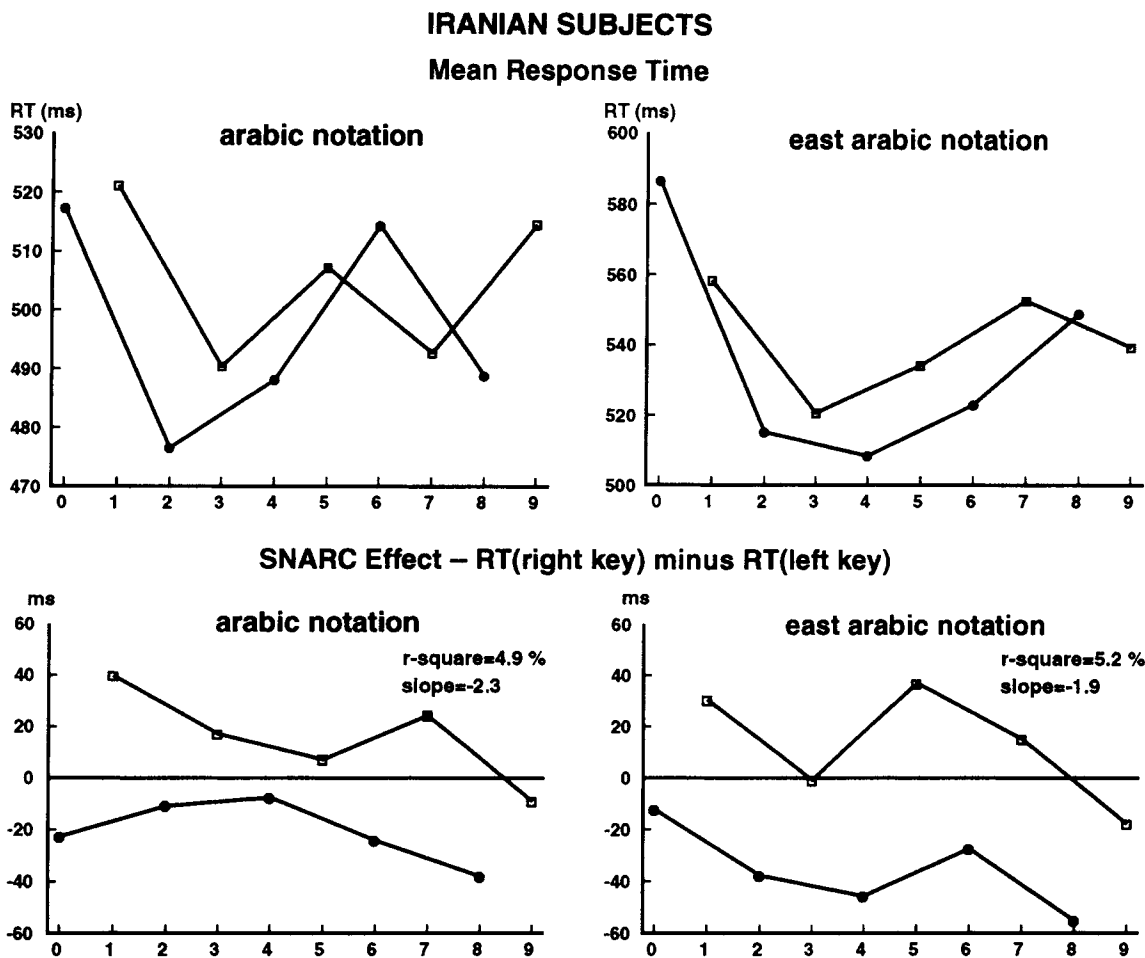 IRANIAN SUBJECTS
Mean Response Time
RT (ms)
arabic notation
530
520
510
500
490
480
470
0 1 2 3 4 5 6 7 8 9
RT (ms)
east arabic notation
600
580
560
540
520
500
0 1 2 3 4 5 6 7 8 9
SNARC Effect – RT(right key) minus RT(left key)
ms
arabic notation
r-square=4.9 %
slope=-2.3
60
40
20
0
-20
-40
-60
0 1 2 3 4 5 6 7 8 9
ms
east arabic notation
r-square=5.2 %
slope=-1.9
60
40
20
0
-20
-40
-60
0 1 2 3 4 5 6 7 8 9